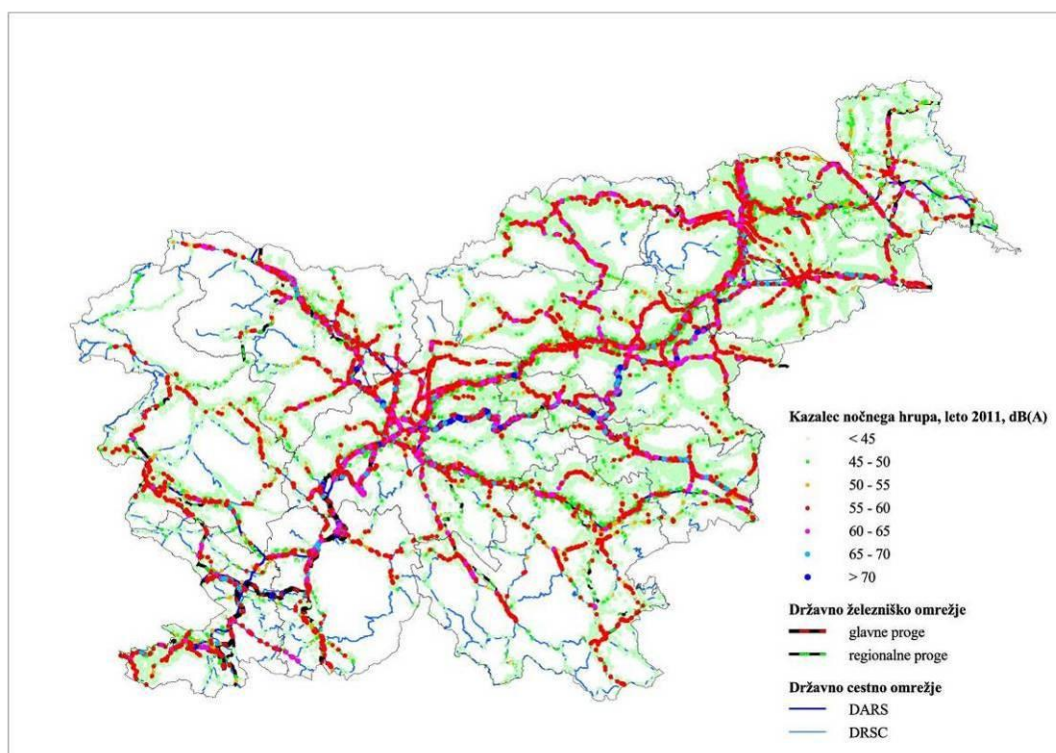 Kazalec nočnega hrupa, leto 2011, dB(A)
< 45
45 - 50
50 - 55
55 - 60
60 - 65
65 - 70
> 70
Državno železniško omrežje
glavne proge
regionalne proge
Državno cestno omrežje
DARS
DRSC